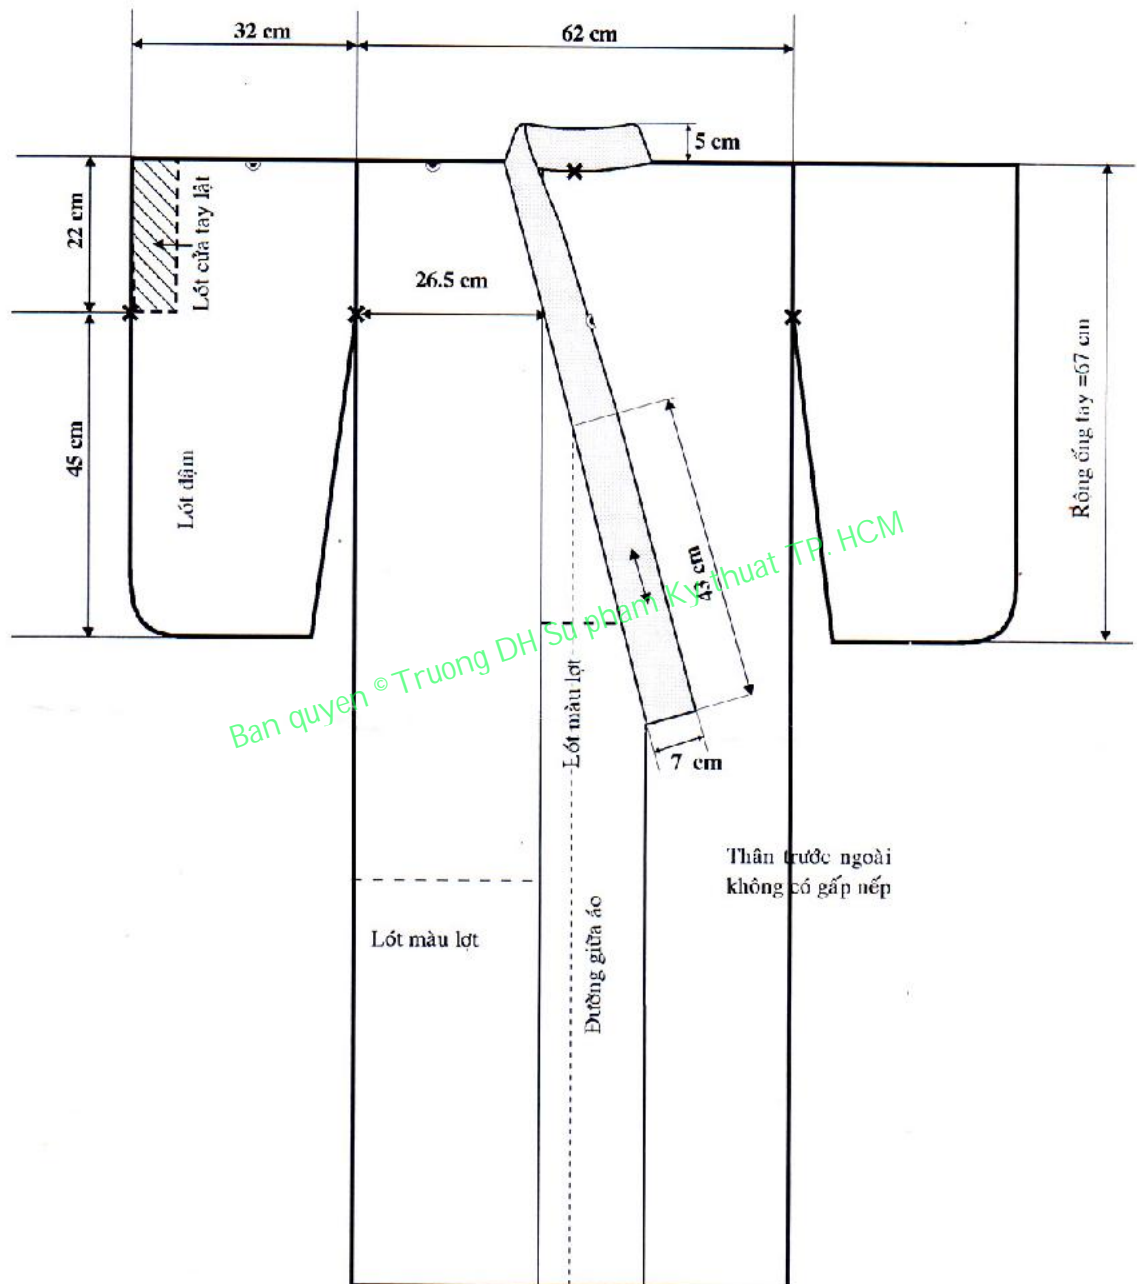 32 cm
62 cm
5 cm
22 cm
Lót cửa tay lật
26.5 cm
45 cm
Lót đậm
Rộng ống tay =67 cm
43 cm
Ban quyen © Truong DH Su pham Ky thuat TP. HCM
Lót màu lợt
7 cm
Thân trước ngoài
không có gấp nếp
Lót màu lợt
Đường giữa áo